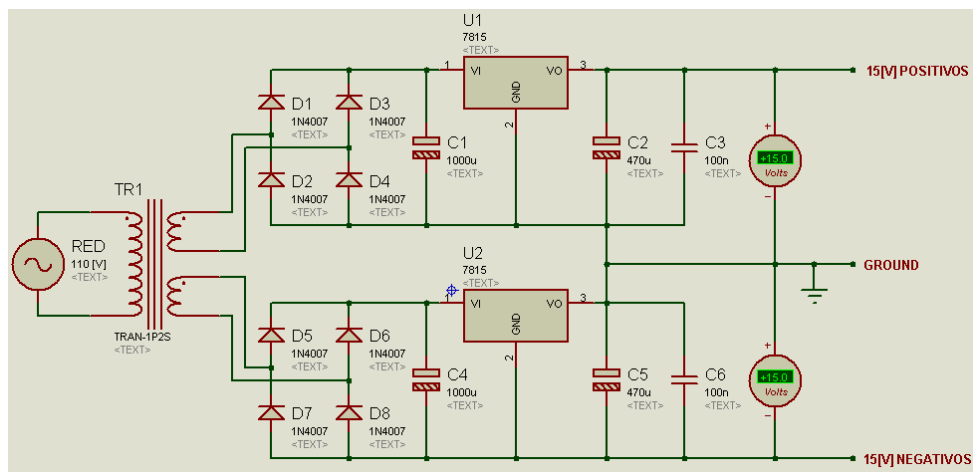 U1
7815
<TEXT>
1
VI
VO
3
GND
2
15[V] POSITIVOS
D1
1N4007
<TEXT>
D3
1N4007
<TEXT>
C1
1000u
<TEXT>
C2
470u
<TEXT>
C3
100n
<TEXT>
+
+15.0
Volts
−
D2
1N4007
<TEXT>
D4
1N4007
<TEXT>
TR1
RED
110 [V]
<TEXT>
TRAN-1P2S
<TEXT>
GROUND
U2
7815
<TEXT>
1
VI
VO
3
GND
2
D5
1N4007
<TEXT>
D6
1N4007
<TEXT>
C4
1000u
<TEXT>
C5
470u
<TEXT>
C6
100n
<TEXT>
+
+15.0
Volts
−
D7
1N4007
<TEXT>
D8
1N4007
<TEXT>
15[V] NEGATIVOS